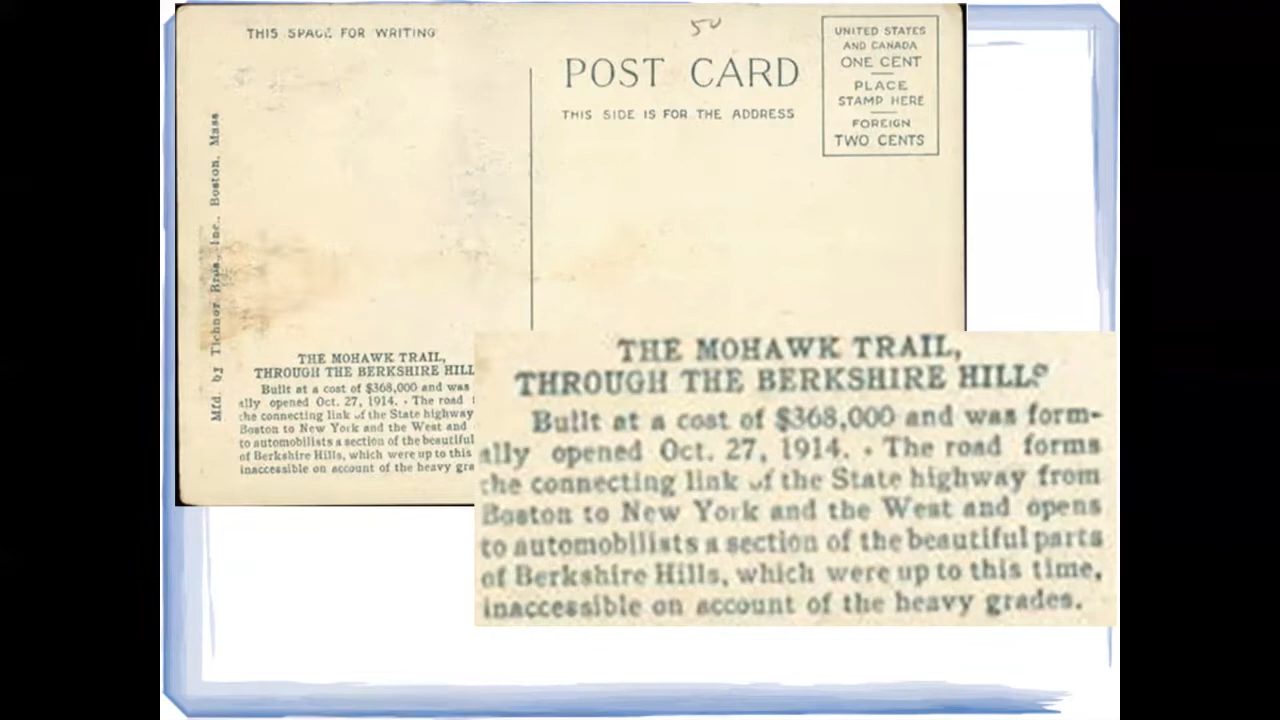 THIS SPACE FOR WRITING
50
POST CARD
THIS SIDE IS FOR THE ADDRESS
UNITED STATES
AND CANADA
ONE CENT
PLACE
STAMP HERE
FOREIGN
TWO CENTS
Mfd. by Tichnor Bros., Inc., Boston, Mass
THE MOHAWK TRAIL,
THROUGH THE BERKSHIRE HILL
Built at a cost of $368,000 and was
ally opened Oct. 27, 1914. . The road
the connecting link of the State highway
Boston to New York and the West and
to automobilists a section of the beautiful
of Berkshire Hills, which were up to this
inaccessible on account of the heavy gra
THE MOHAWK TRAIL,
THROUGH THE BERKSHIRE HILLS
Built at a cost of $368,000 and was form-
ally opened Oct. 27, 1914. . The road forms
the connecting link of the State highway from
Boston to New York and the West and opens
to automobilists a section of the beautiful parts
of Berkshire Hills, which were up to this time,
inaccessible on account of the heavy grades.